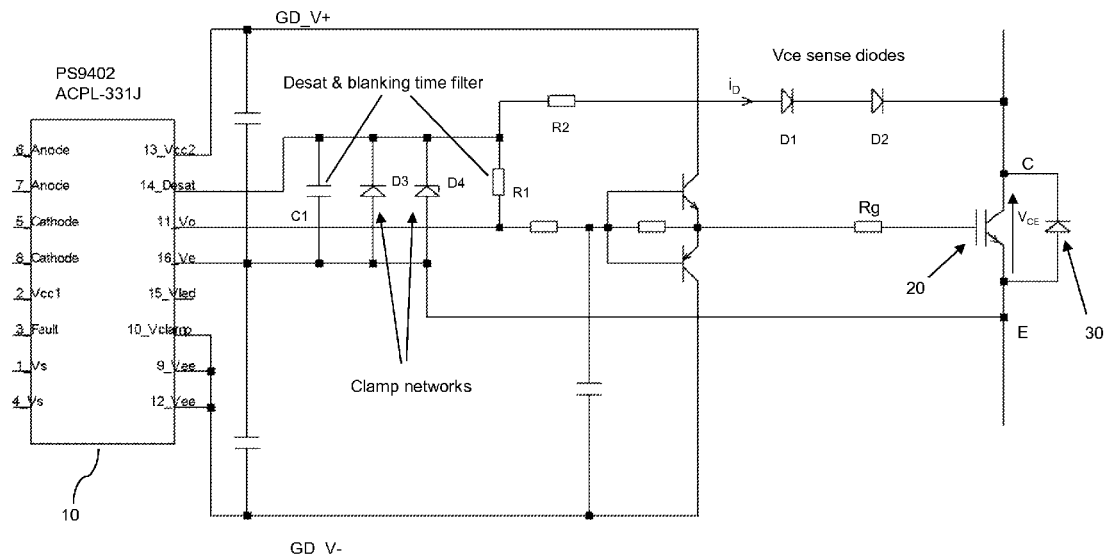 GD_V+
PS9402
ACPL-331J
Desat & blanking time filter
Vce sense diodes
iD
R2
D1
D2
6_Anode
13_Vcc2
7_Anode
14_Desat
D3
D4
R1
C
5_Cathode
11_Vo
C1
Rg
VCE
8_Cathode
16_Ve
2_Vcc1
15_Vled
20
3_Fault
10_Vclamp
E
30
1_Vs
9_Vee
Clamp networks
4_Vs
12_Vee
10
GD_V-